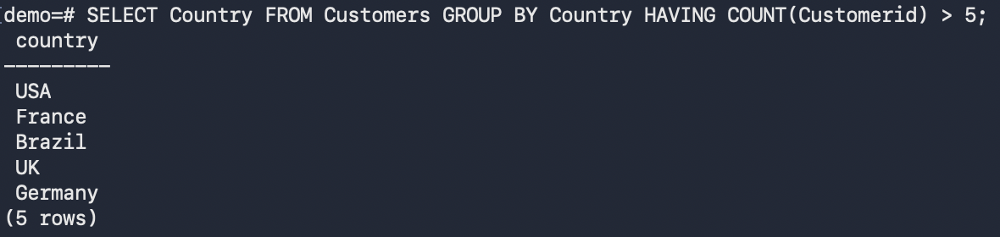 demo=# SELECT Country FROM Customers GROUP BY Country HAVING COUNT(Customerid) > 5;
country
---------
USA
France
Brazil
UK
Germany
(5 rows)